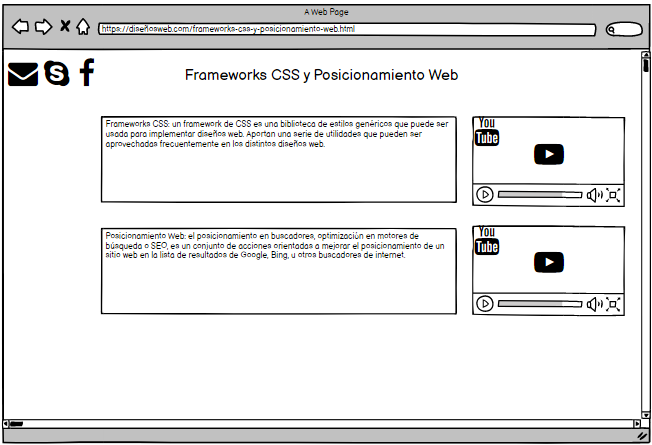 A Web Page
https://diseñosweb.com/frameworks-css-y-posicionamiento-web.html
Frameworks CSS y Posicionamiento Web
Frameworks CSS: un framework de CSS es una biblioteca de estilos genéricos que puede ser
usada para implementar diseños web. Aportan una serie de utilidades que pueden ser
aprovechadas frecuentemente en los distintos diseños web.
You
Tube
Posicionamiento Web: el posicionamiento en buscadores, optimización en motores de
búsqueda o SEO, es un conjunto de acciones orientadas a mejorar el posicionamiento de un
sitio web en la lista de resultados de Google, Bing, u otros buscadores de internet.
You
Tube